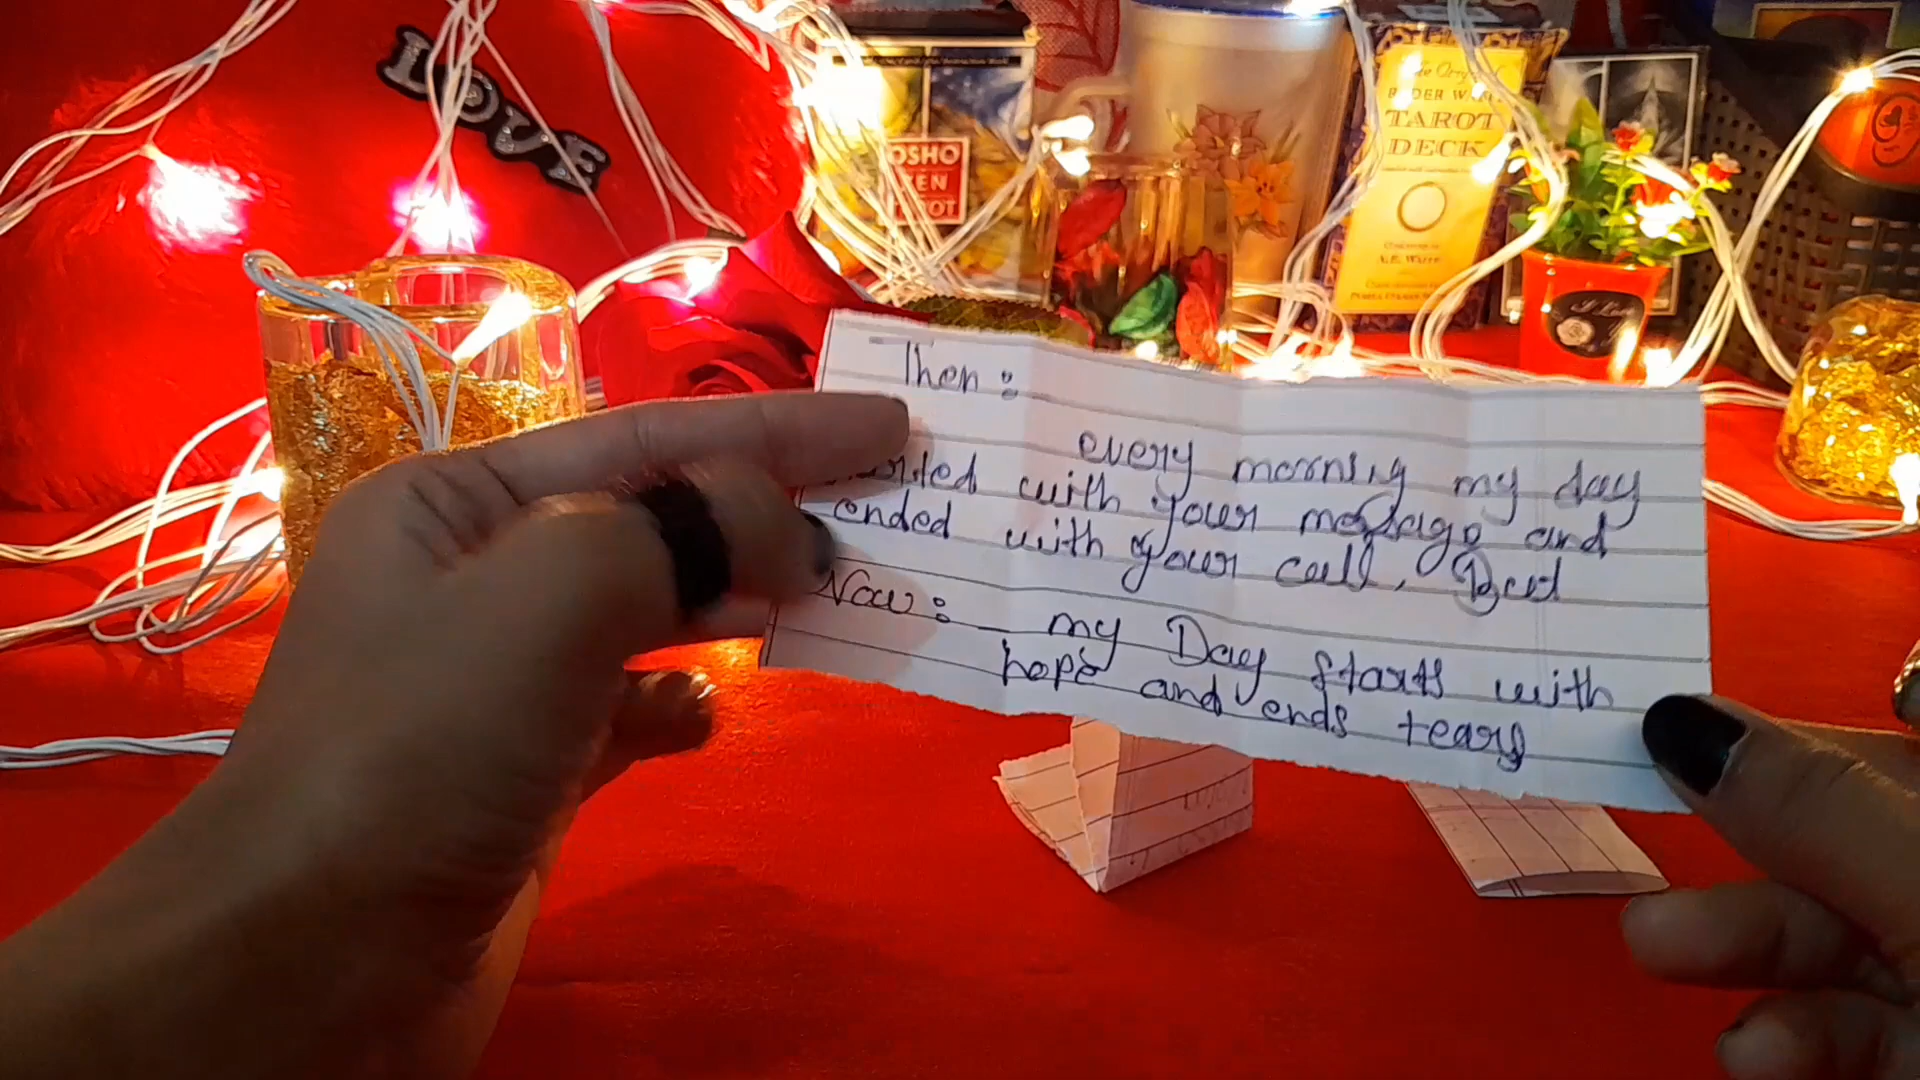 LOVE
OSHO
ZEN
TAROT
RIDER WAITE
TAROT
DECK
A.E. WAITE
Then :
every morning my day
started with your message and
ended with your call, But
Now : my Day starts with
hope and ends tears